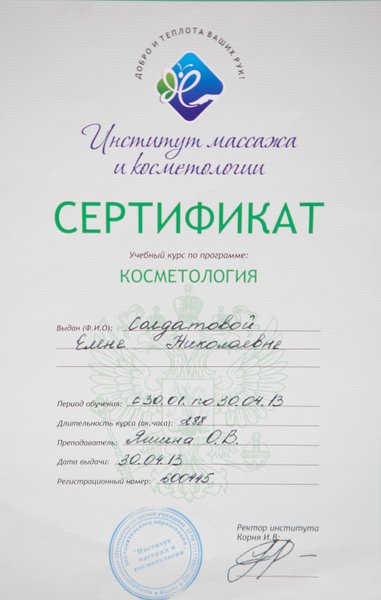 ДОБРО И ТЕПЛОТА ВАШИХ РУК!
Институт массажа
и косметологии
СЕРТИФИКАТ
Учебный курс по программе:
КОСМЕТОЛОГИЯ
Выдан (Ф.И.О): Солдатовой
Елене Николаевне
Период обучения: с 30.01. по 30.04.13
Длительность курса (ак.часа): 288
Преподаватель: Яшина О.В.
Дата выдачи: 30.04.13
Регистрационный номер: 600445
Ректор института
Корня И.В:
"Институт
массажа и
косметологии"